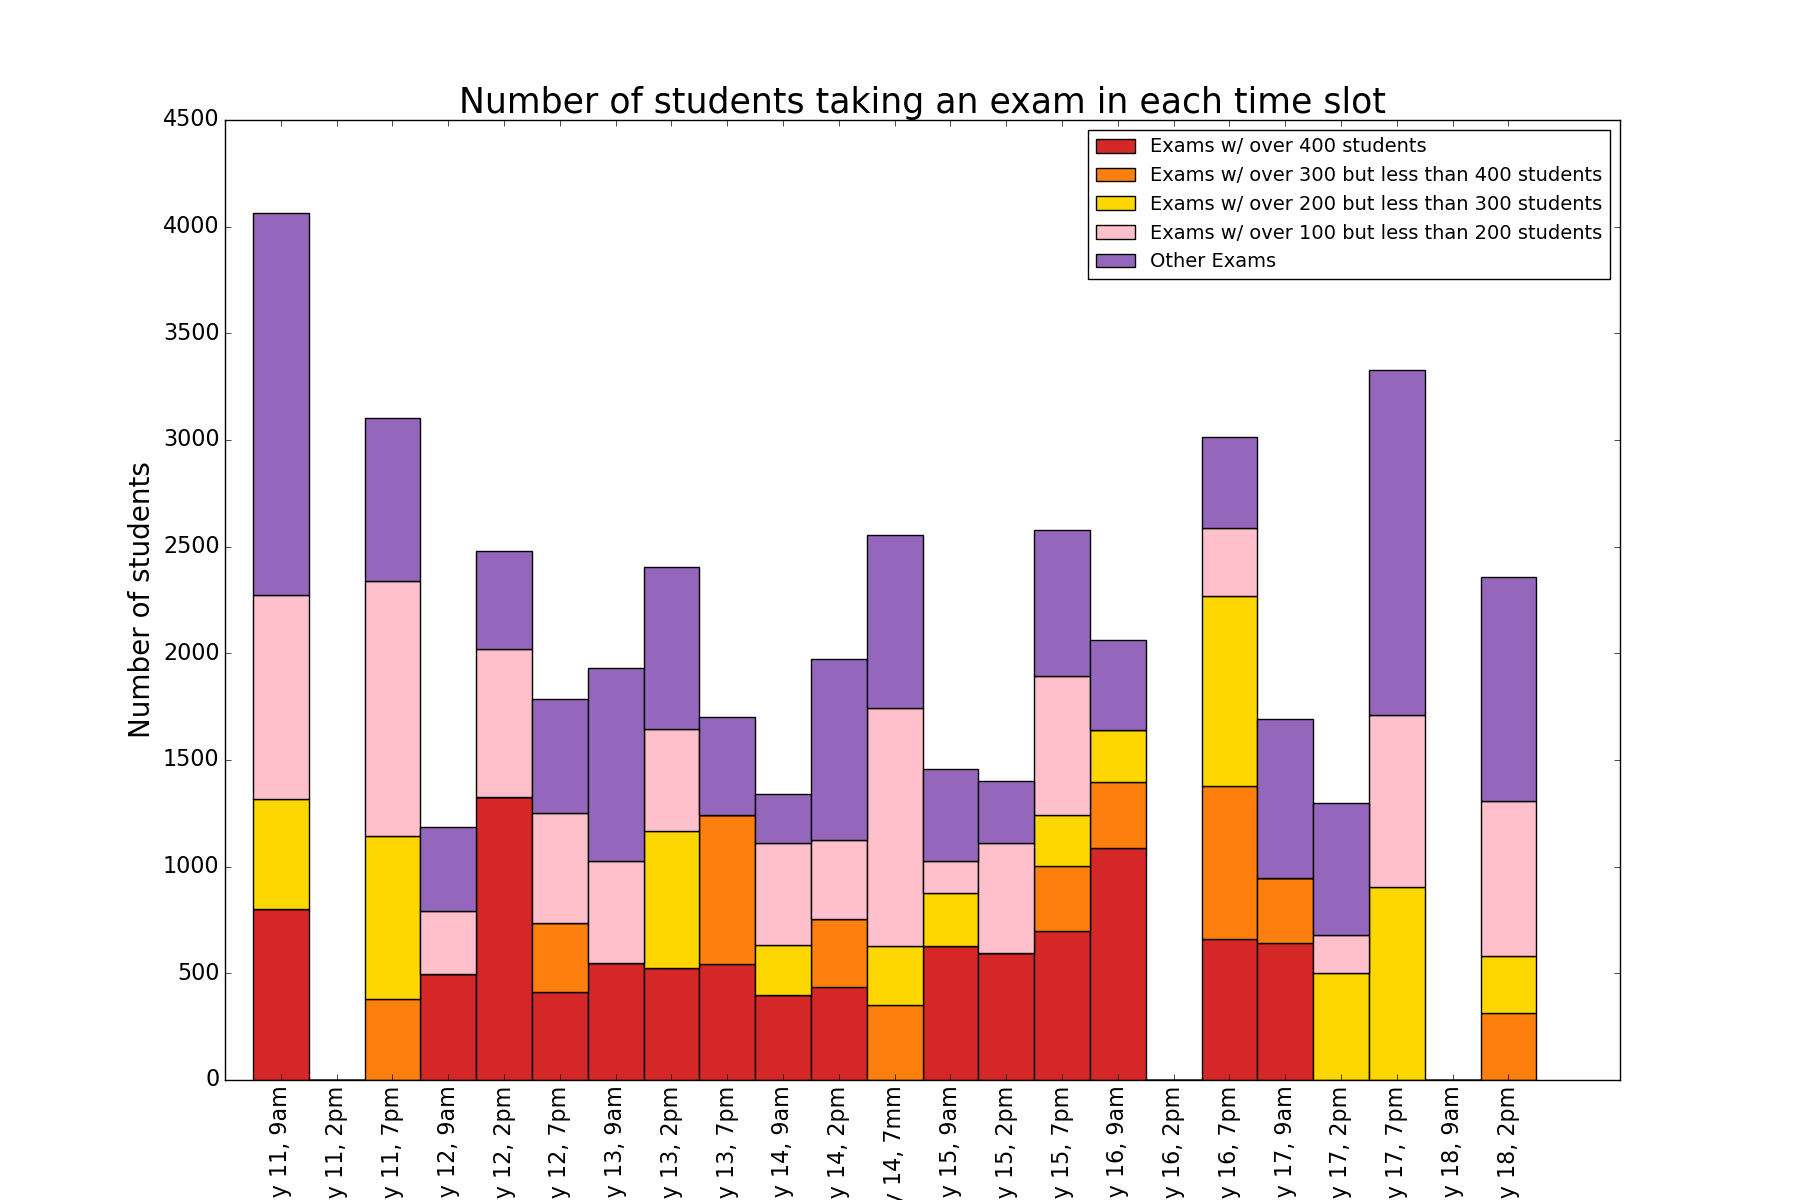 Number of students taking an exam in each time slot
4500
4000
3500
3000
2500
2000
1500
1000
500
0
Number of students
Exams w/ over 400 students
Exams w/ over 300 but less than 400 students
Exams w/ over 200 but less than 300 students
Exams w/ over 100 but less than 200 students
Other Exams
y 11, 9am
y 11, 2pm
y 11, 7pm
y 12, 9am
y 12, 2pm
y 12, 7pm
y 13, 9am
y 13, 2pm
y 13, 7pm
y 14, 9am
y 14, 2pm
y 14, 7mm
y 15, 9am
y 15, 2pm
y 15, 7pm
y 16, 9am
y 16, 2pm
y 16, 7pm
y 17, 9am
y 17, 2pm
y 17, 7pm
y 18, 9am
y 18, 2pm